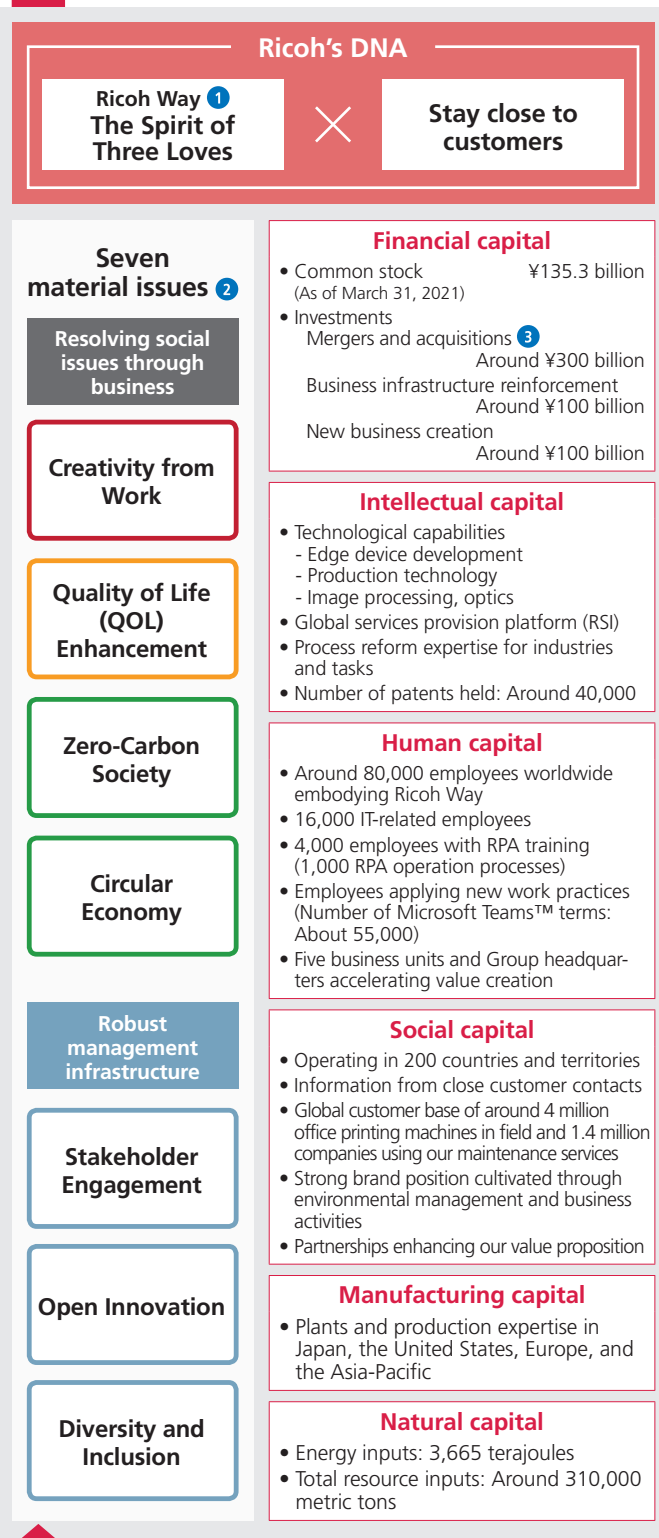 Ricoh's DNA
Ricoh Way 1
The Spirit of
Three Loves
×
Stay close to
customers
Seven
material issues 2
Resolving social
issues through
business
Creativity from
Work
Quality of Life
(QOL)
Enhancement
Zero-Carbon
Society
Circular
Economy
Robust
management
infrastructure
Stakeholder
Engagement
Open Innovation
Diversity and
Inclusion
Financial capital
• Common stock ¥135.3 billion
(As of March 31, 2021)
• Investments
Mergers and acquisitions 3
Around ¥300 billion
Business infrastructure reinforcement
Around ¥100 billion
New business creation
Around ¥100 billion
Intellectual capital
• Technological capabilities
- Edge device development
- Production technology
- Image processing, optics
• Global services provision platform (RSI)
• Process reform expertise for industries
and tasks
• Number of patents held: Around 40,000
Human capital
• Around 80,000 employees worldwide
embodying Ricoh Way
• 16,000 IT-related employees
• 4,000 employees with RPA training
(1,000 RPA operation processes)
• Employees applying new work practices
(Number of Microsoft Teams™ terms:
About 55,000)
• Five business units and Group headquar-
ters accelerating value creation
Social capital
• Operating in 200 countries and territories
• Information from close customer contacts
• Global customer base of around 4 million
office printing machines in field and 1.4 million
companies using our maintenance services
• Strong brand position cultivated through
environmental management and business
activities
• Partnerships enhancing our value proposition
Manufacturing capital
• Plants and production expertise in
Japan, the United States, Europe, and
the Asia-Pacific
Natural capital
• Energy inputs: 3,665 terajoules
• Total resource inputs: Around 310,000
metric tons